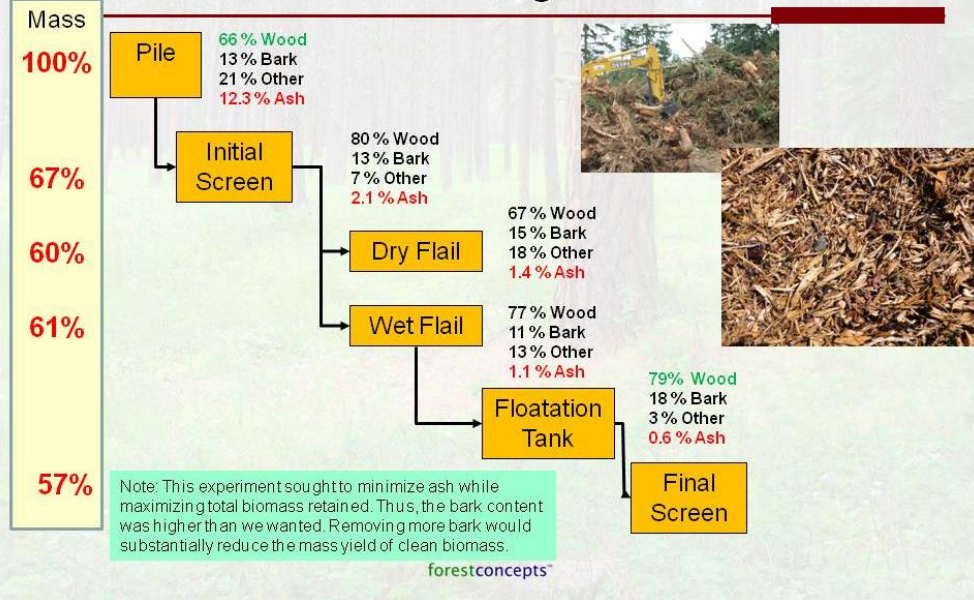 Mass
100%
Pile
66% Wood
13% Bark
21% Other
12.3% Ash
67%
Initial
Screen
80% Wood
13% Bark
7% Other
2.1% Ash
60%
Dry Flail
67% Wood
15% Bark
18% Other
1.4% Ash
61%
Wet Flail
77% Wood
11% Bark
13% Other
1.1% Ash
Floatation
Tank
79% Wood
18% Bark
3% Other
0.6% Ash
57%
Final
Screen
Note: This experiment sought to minimize ash while
maximizing total biomass retained. Thus, the bark content
was higher than we wanted. Removing more bark would
substantially reduce the mass yield of clean biomass.
forestconcepts™
DEERE